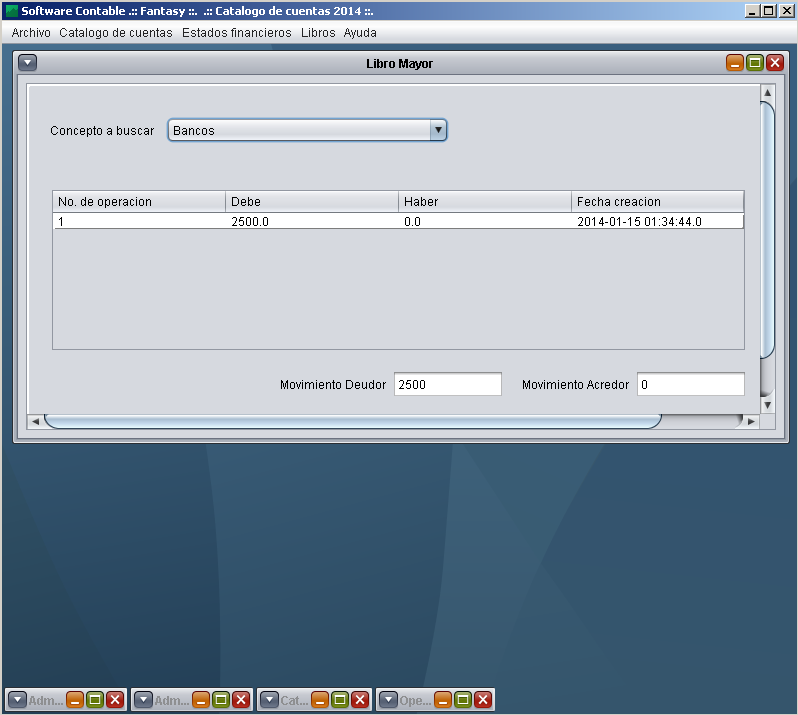 Software Contable .:: Fantasy ::. .:: Catalogo de cuentas 2014 ::.
Archivo Catalogo de cuentas Estados financieros Libros Ayuda
Libro Mayor
Concepto a buscar Bancos
No. de operacion Debe Haber Fecha creacion
1 2500.0 0.0 2014-01-15 01:34:44.0
Movimiento Deudor 2500 Movimiento Acredor 0
Adm... Adm... Cat... Ope...